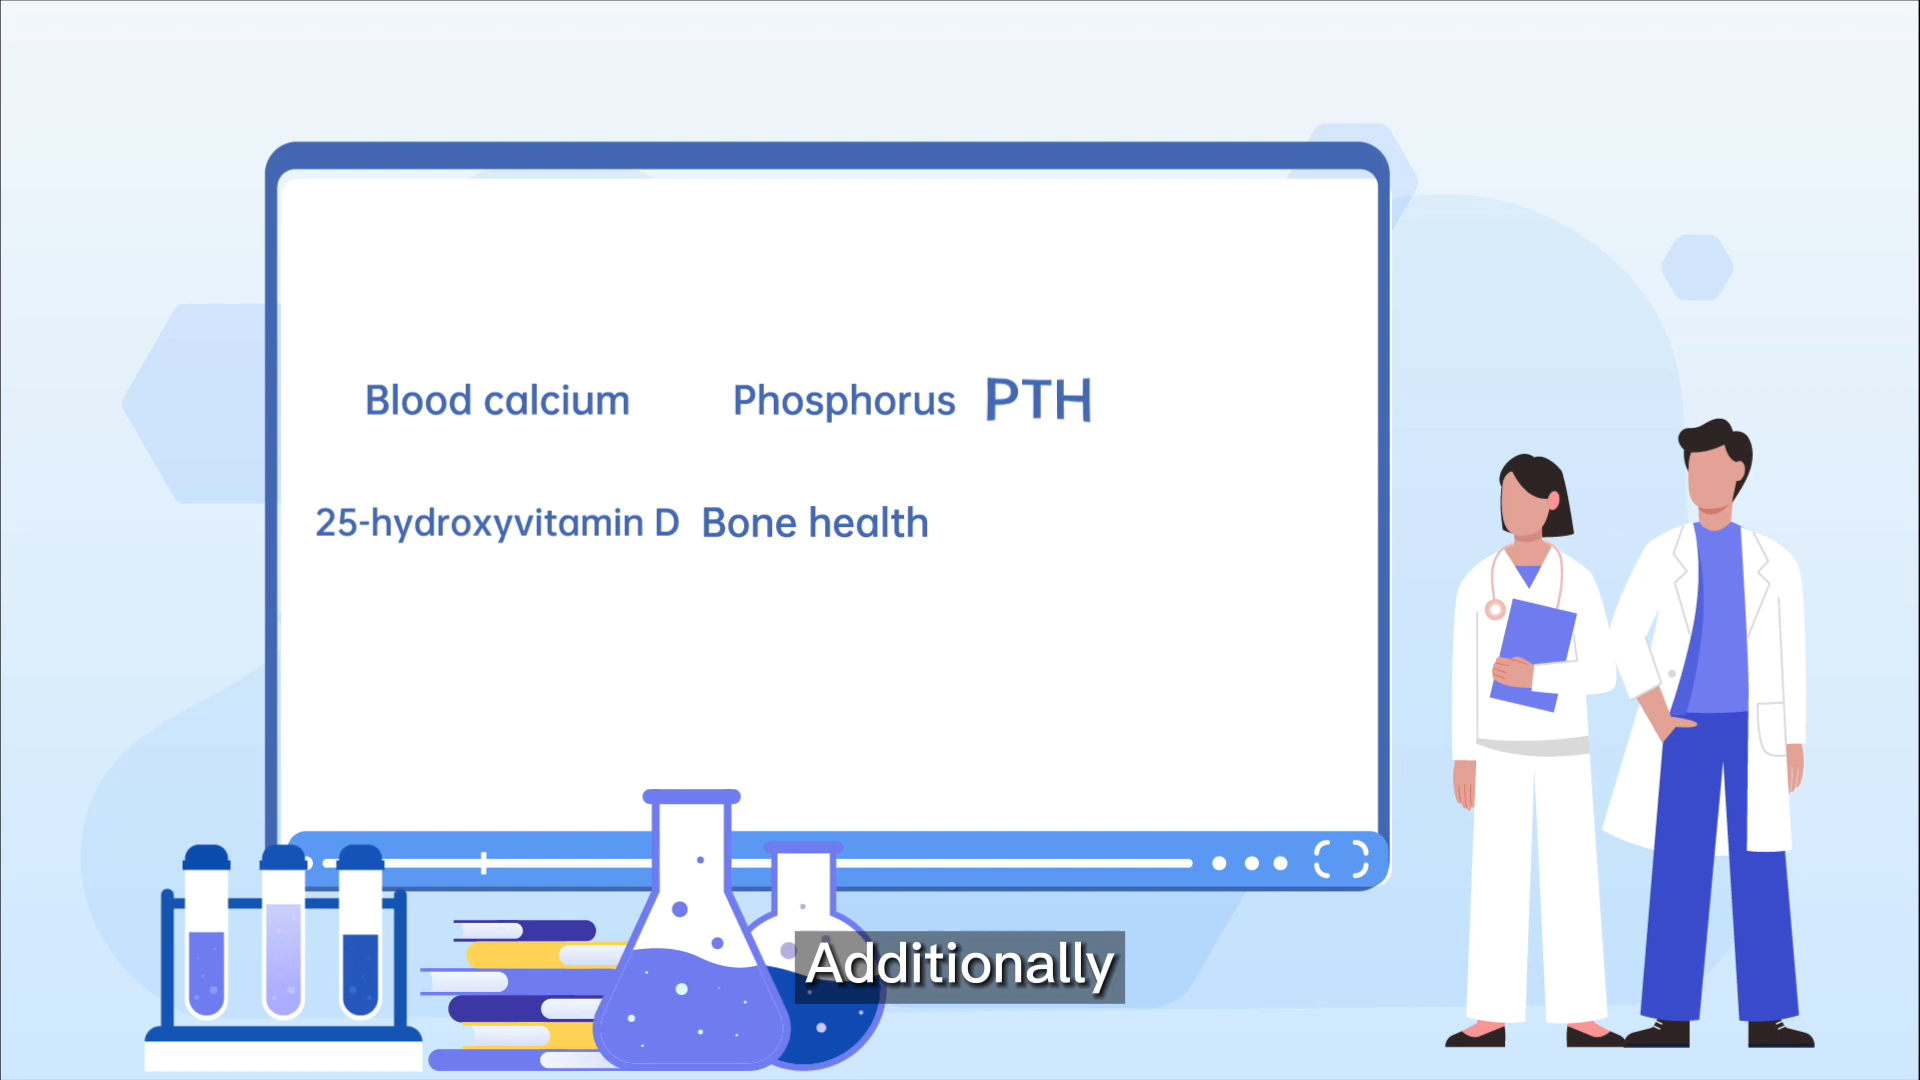 Blood calcium Phosphorus PTH
25-hydroxyvitamin D Bone health
Additionally